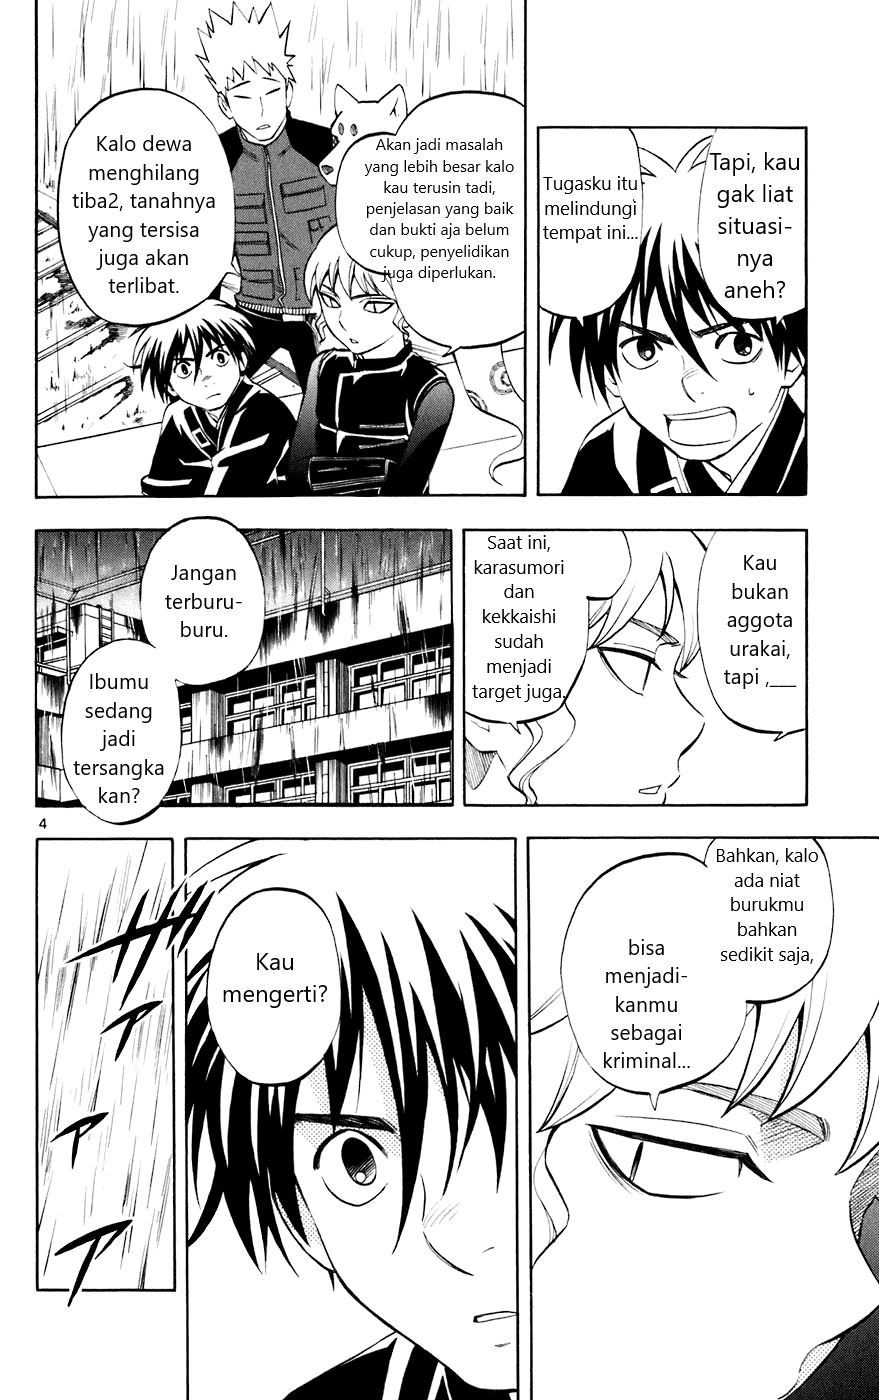 Tapi, kau
gak liat
situasi-
nya
aneh?
Tugasku itu
melindungi
tempat ini...
Akan jadi masalah
yang lebih besar kalo
kau terusin tadi,
penjelasan yang baik
dan bukti aja belum
cukup, penyelidikan
juga diperlukan.
Kalo dewa
menghilang
tiba2, tanahnya
yang tersisa
juga akan
terlibat.
Kau
bukan
aggota
urakai,
tapi ,___
Saat ini,
karasumori
dan
kekkaishi
sudah
menjadi
target juga.
Jangan
terburu-
buru.
Ibumu
sedang
jadi
tersangka
kan?
4
Bahkan, kalo
ada niat
burukmu
bahkan
sedikit saja,
bisa
menjadi-
kanmu
sebagai
kriminal...
Kau
mengerti?
サアアア